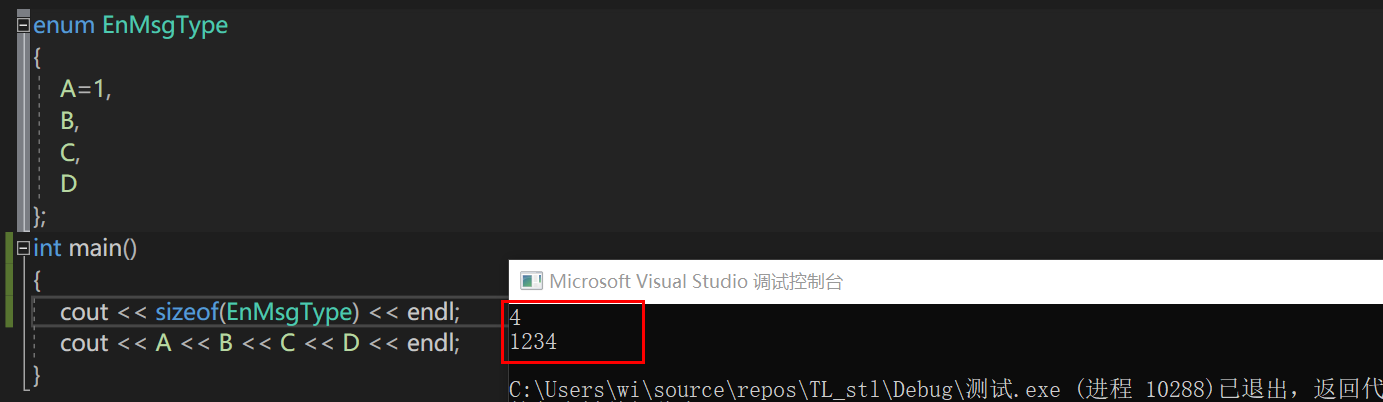 enum EnMsgType
{
A=1,
B,
C,
D
};
int main()
{
cout << sizeof(EnMsgType) << endl;
cout << A << B << C << D << endl;
}
Microsoft Visual Studio 调试控制台
4
1234
C:\Users\wi\source\repos\TL_stl\Debug\测试.exe (进程 10288)已退出，返回代